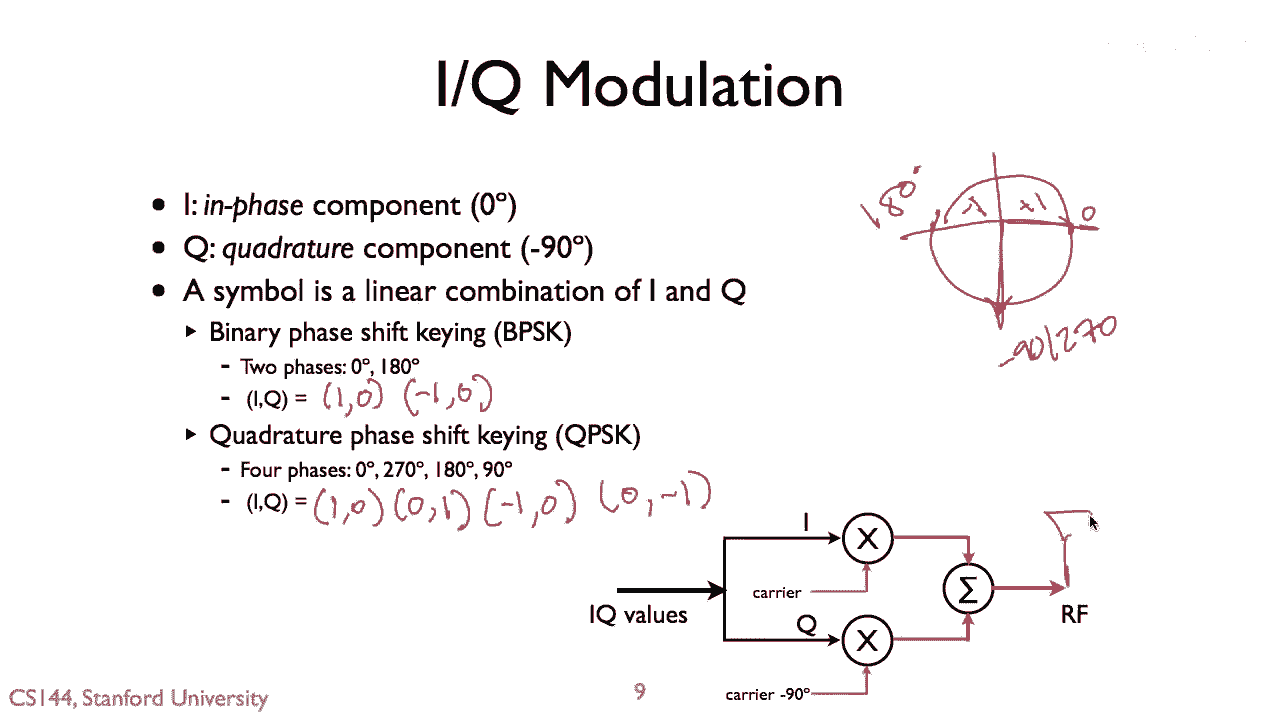 I/Q Modulation
• I: in-phase component (0º)
• Q: quadrature component (-90º)
• A symbol is a linear combination of I and Q
▸ Binary phase shift keying (BPSK)
- Two phases: 0º, 180º
- (I,Q) = (1,0) (-1,0)
▸ Quadrature phase shift keying (QPSK)
- Four phases: 0º, 270º, 180º, 90º
- (I,Q) = (1,0) (0,1) (-1,0) (0,-1)
180°
+1
0
-90/270
I
X
carrier
IQ values
Σ
RF
Q
X
carrier -90º
CS144, Stanford University
9